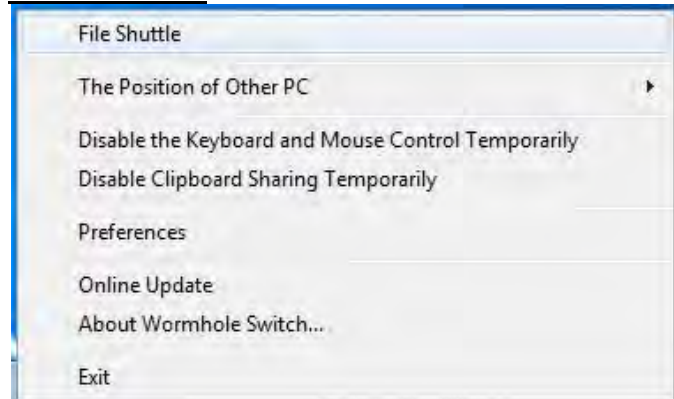 File Shuttle
The Position of Other PC
Disable the Keyboard and Mouse Control Temporarily
Disable Clipboard Sharing Temporarily
Preferences
Online Update
About Wormhole Switch...
Exit